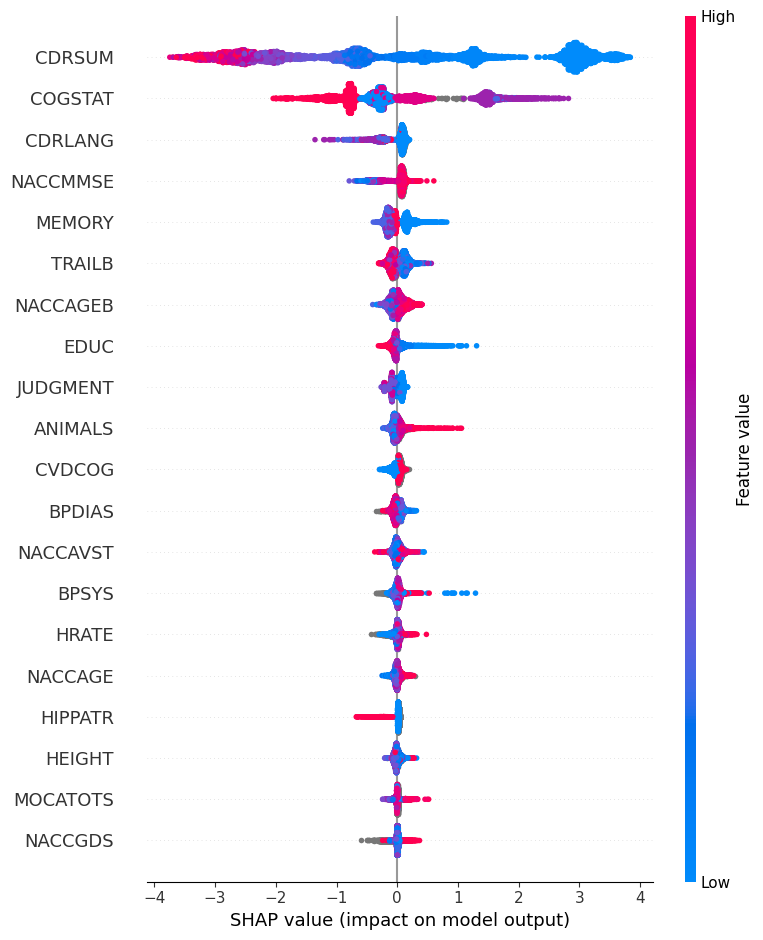 High
CDRSUM
COGSTAT
CDRLANG
NACCMMSE
MEMORY
TRAILB
NACCAGEB
EDUC
JUDGMENT
ANIMALS
CVDCOG
BPDIAS
NACCAVST
BPSYS
HRATE
NACCAGE
HIPPATR
HEIGHT
MOCATOTS
NACCGDS
Feature value
Low
−4 −3 −2 −1 0 1 2 3 4
SHAP value (impact on model output)